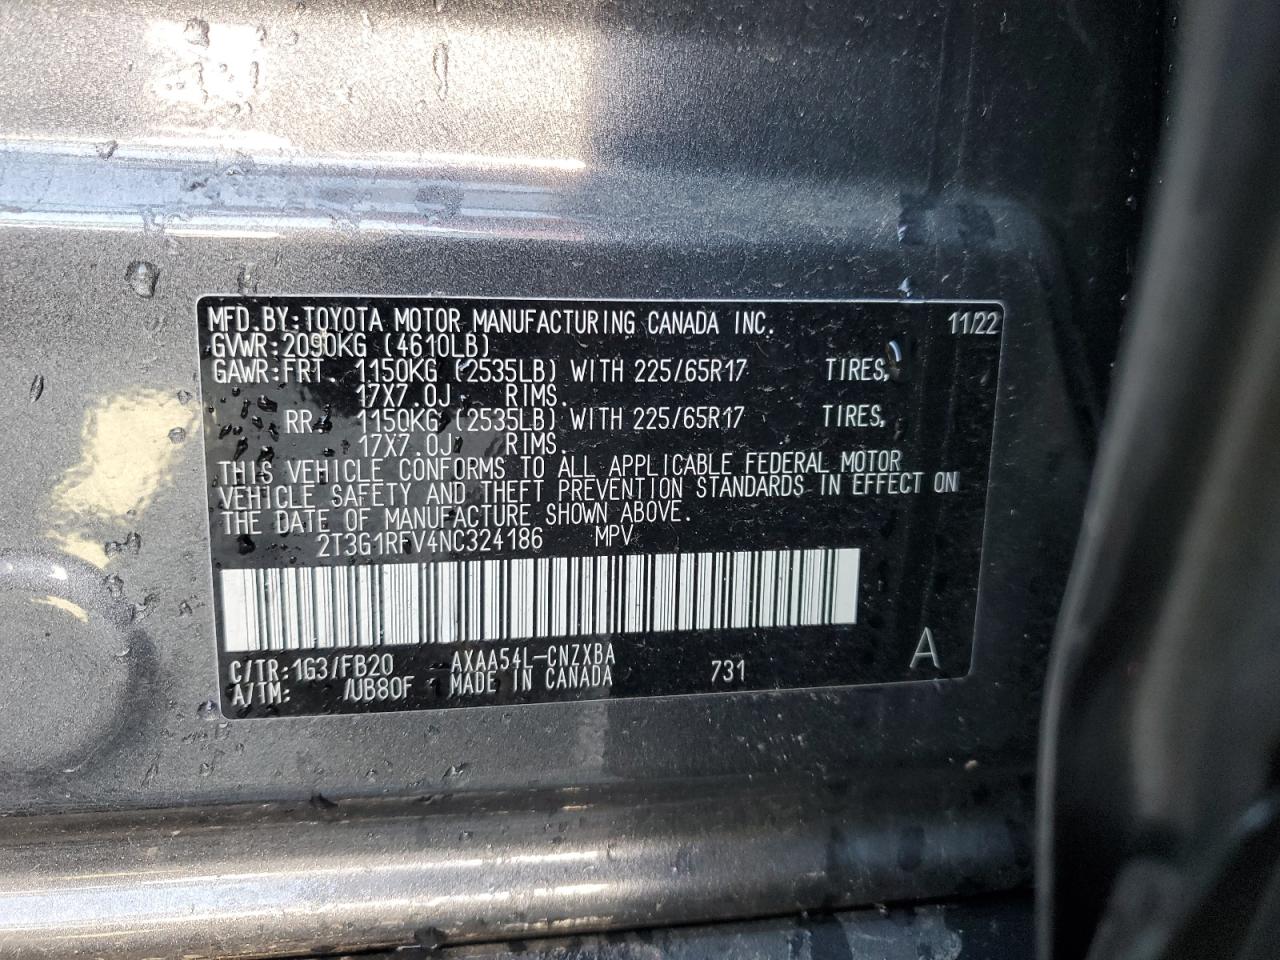 MFD.BY:TOYOTA MOTOR MANUFACTURING CANADA INC. 11/22
GVWR:2090KG (4610LB)
GAWR:FRT. 1150KG (2535LB) WITH 225/65R17 TIRES,
17X7.0J RIMS.
RR. 1150KG (2535LB) WITH 225/65R17 TIRES,
17X7.0J RIMS.
THIS VEHICLE CONFORMS TO ALL APPLICABLE FEDERAL MOTOR
VEHICLE SAFETY AND THEFT PREVENTION STANDARDS IN EFFECT ON
THE DATE OF MANUFACTURE SHOWN ABOVE.
2T3G1RFV4NC324186 MPV
C/TR:1G3/FB20 AXAA54L-CNZXBA 731 A
A/TM: /UB80F MADE IN CANADA